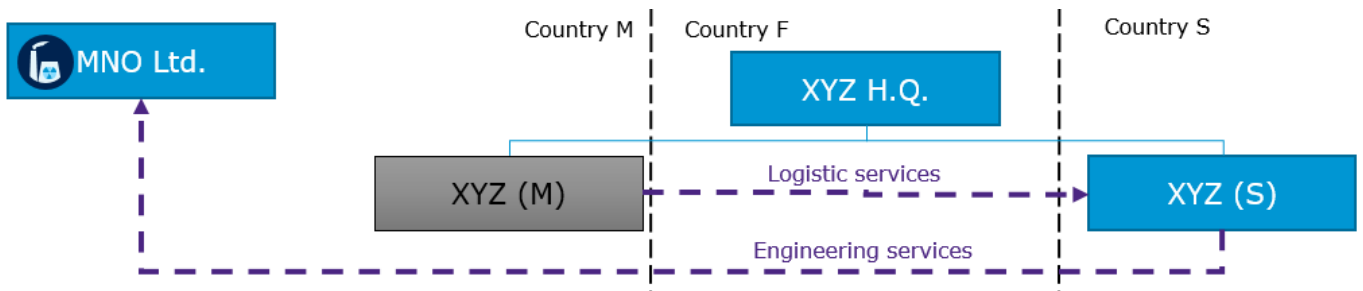 Country M
Country F
Country S
MNO Ltd.
XYZ H.Q.
XYZ (M)
Logistic services
XYZ (S)
Engineering services